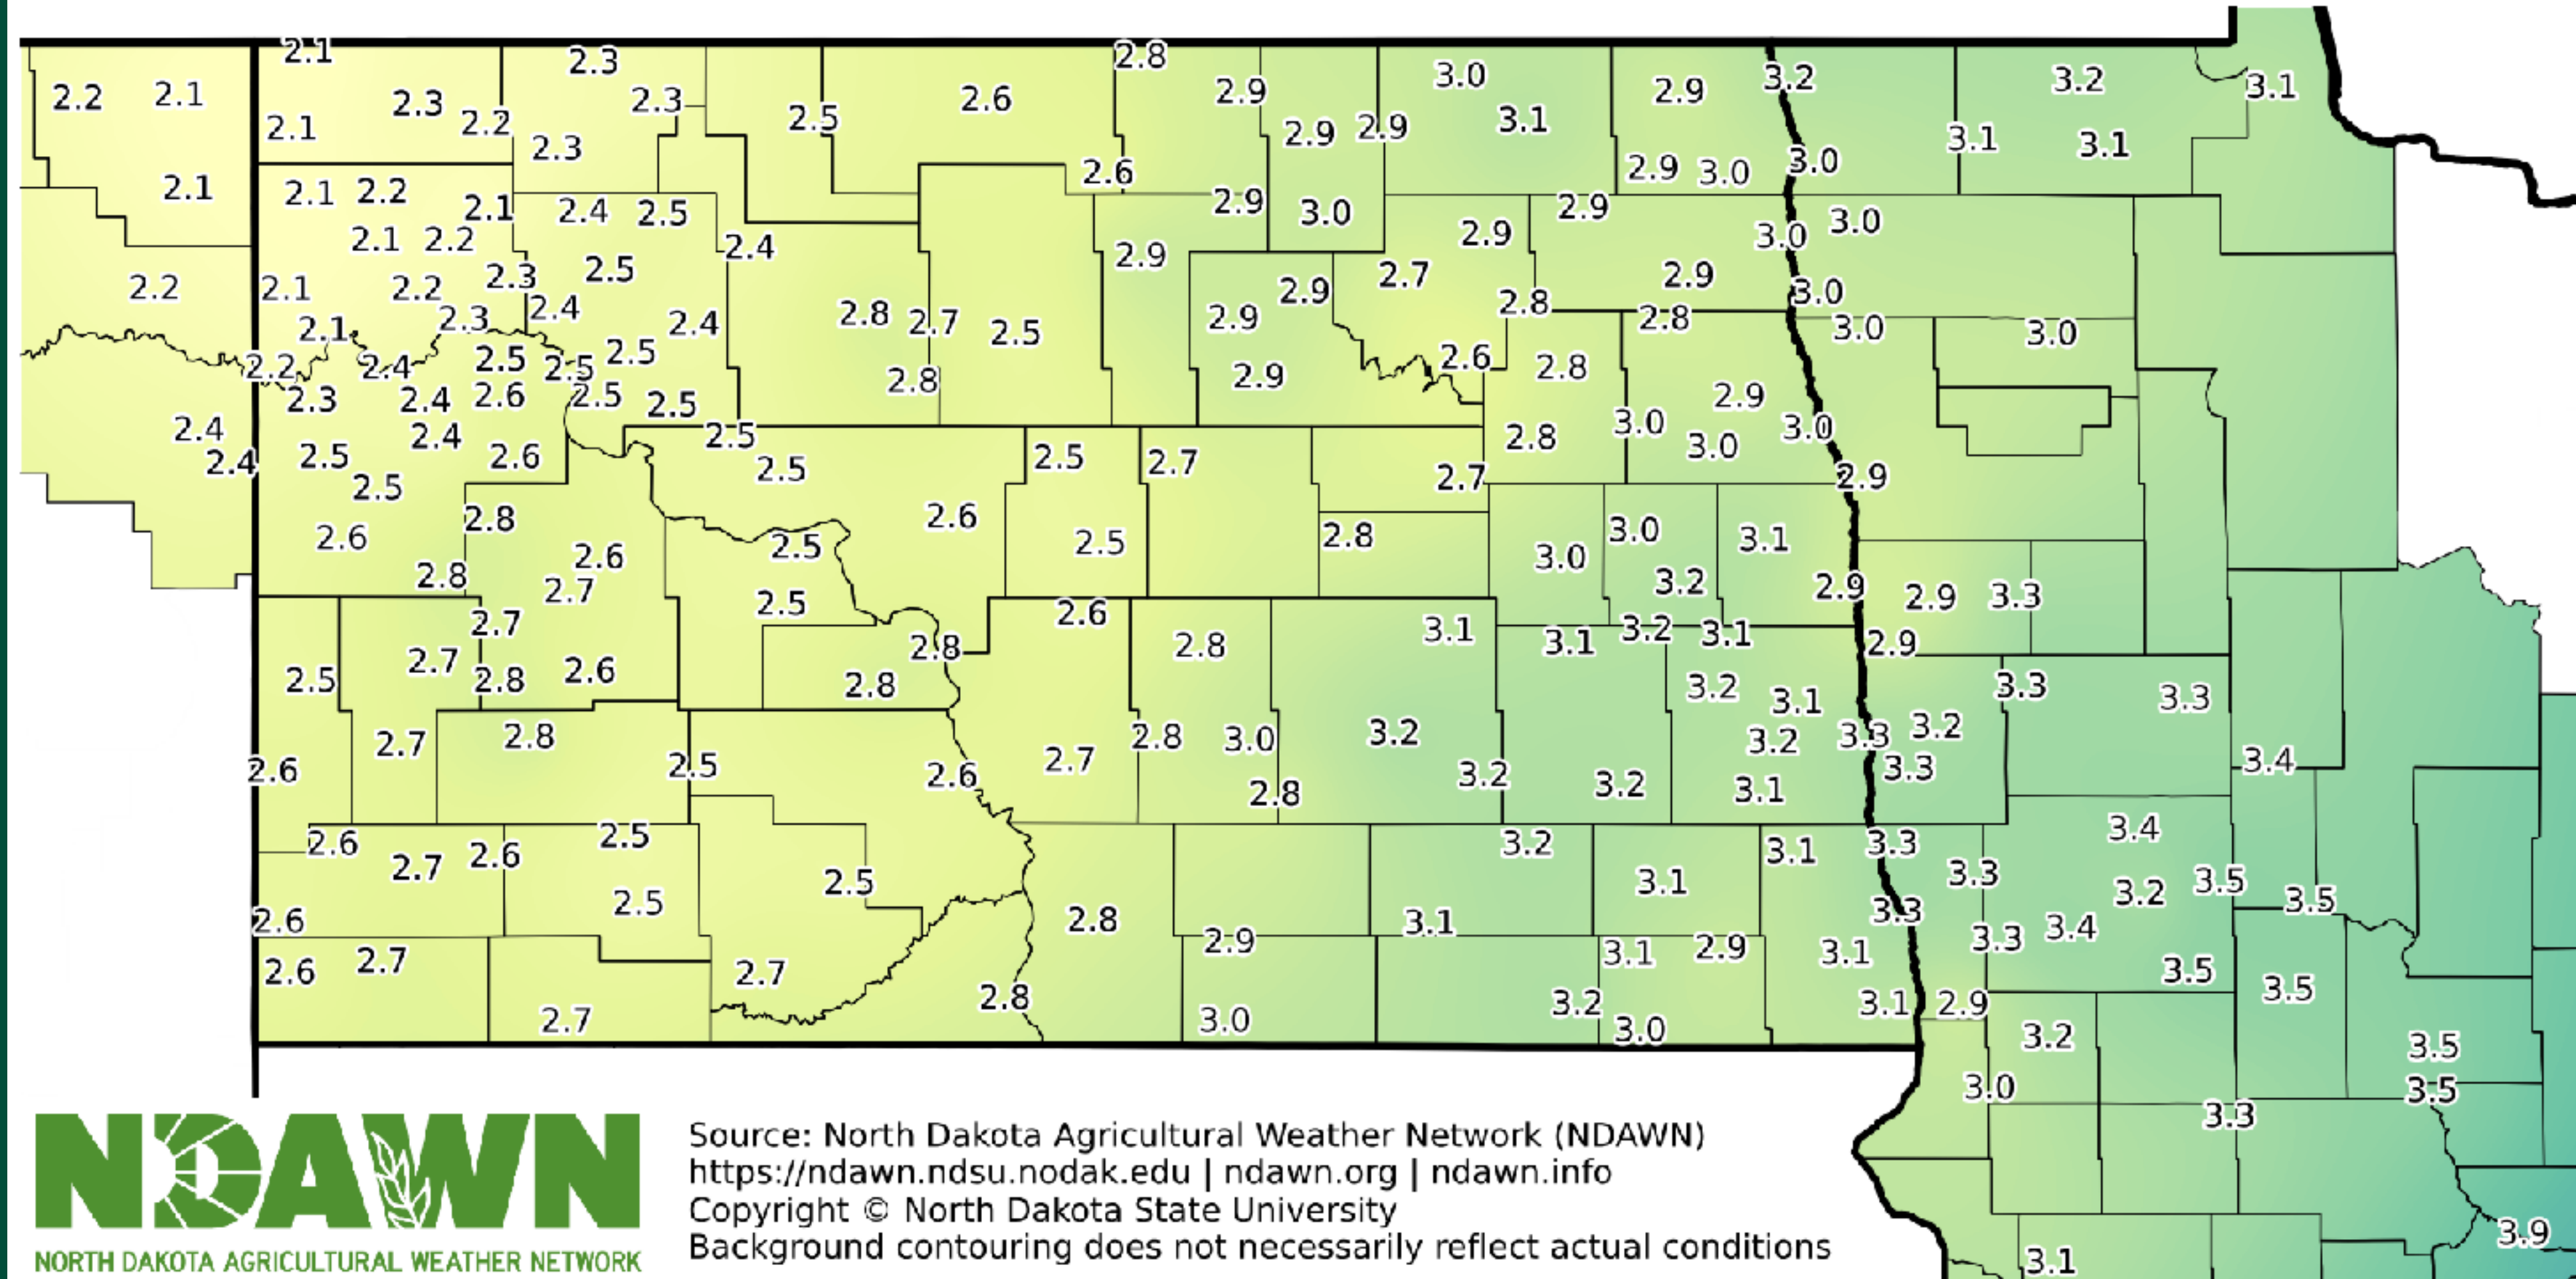 2.1
2.3 2.8
2.2 2.1 2.3 2.3 2.6 2.9 3.0 2.9 3.2 3.2 3.1
2.1 2.2 2.3 2.5 2.9 2.9 3.1 3.1 3.1
2.1 2.1 2.2 2.6 2.9 3.0 3.0
2.1 2.4 2.5 2.9 3.0 2.9
2.1 2.2 2.4 2.9 2.9 3.0 3.0
2.2 2.1 2.2 2.3 2.5 2.9 2.7 2.9 3.0
2.1 2.3 2.4 2.4 2.8 2.7 2.5 2.9 2.8 2.8 3.0 3.0
2.2 2.4 2.5 2.5 2.5 2.8 2.9 2.6 2.8
2.3 2.4 2.6 2.5 2.5 2.9
2.4 2.4 2.5 2.8 3.0 3.0 3.0
2.4 2.5 2.6 2.5 2.5 2.7 2.7 2.9
2.5
2.6 2.8 2.6 2.5 2.6 2.5 2.8 3.0 3.0 3.1
2.8 2.7 2.5 3.2 2.9 2.9 3.3
2.7 2.6 3.1 3.1 3.2 3.1 2.9
2.5 2.7 2.8 2.6 2.8 2.8 2.8 3.2 3.3 3.3
3.1
2.6 2.7 2.8 2.5 2.6 2.7 2.8 3.0 3.2 3.2 3.2 3.3 3.2 3.3 3.4
2.8 3.2 3.1
2.6 2.7 2.6 2.5 3.2 3.1 3.3 3.4
2.5 2.5 3.1 3.3 3.2 3.5 3.5
2.6 2.8 2.9 3.1 3.3 3.3 3.4
2.6 2.7 2.7 3.1 2.9 3.1 3.5 3.5
2.7 2.8 3.0 3.2 3.0 3.1 2.9 3.2 3.5
3.0 3.5
3.3
NDAWN
NORTH DAKOTA AGRICULTURAL WEATHER NETWORK
Source: North Dakota Agricultural Weather Network (NDAWN)
https://ndawn.ndsu.nodak.edu | ndawn.org | ndawn.info
Copyright © North Dakota State University
Background contouring does not necessarily reflect actual conditions
3.9
3.1